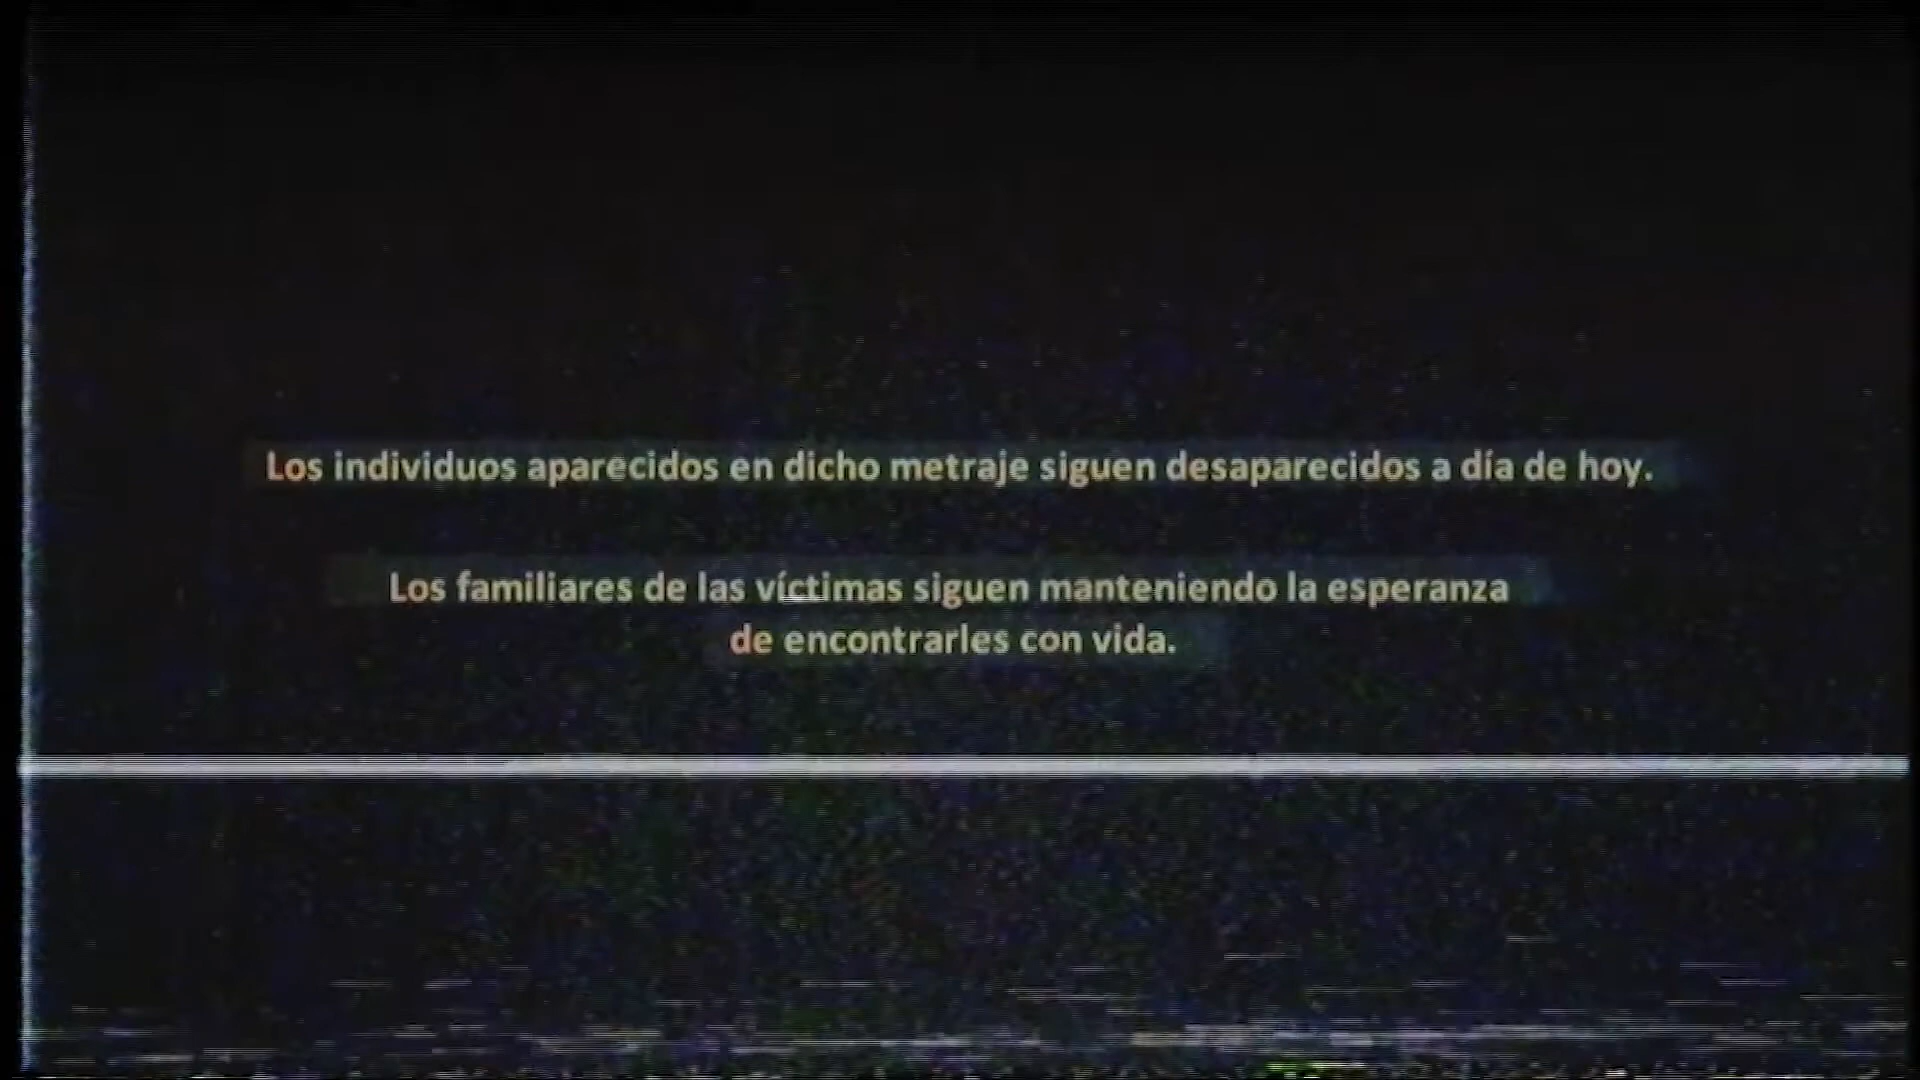 Los individuos aparecidos en dicho metraje siguen desaparecidos a día de hoy.
Los familiares de las víctimas siguen manteniendo la esperanza
de encontrarles con vida.